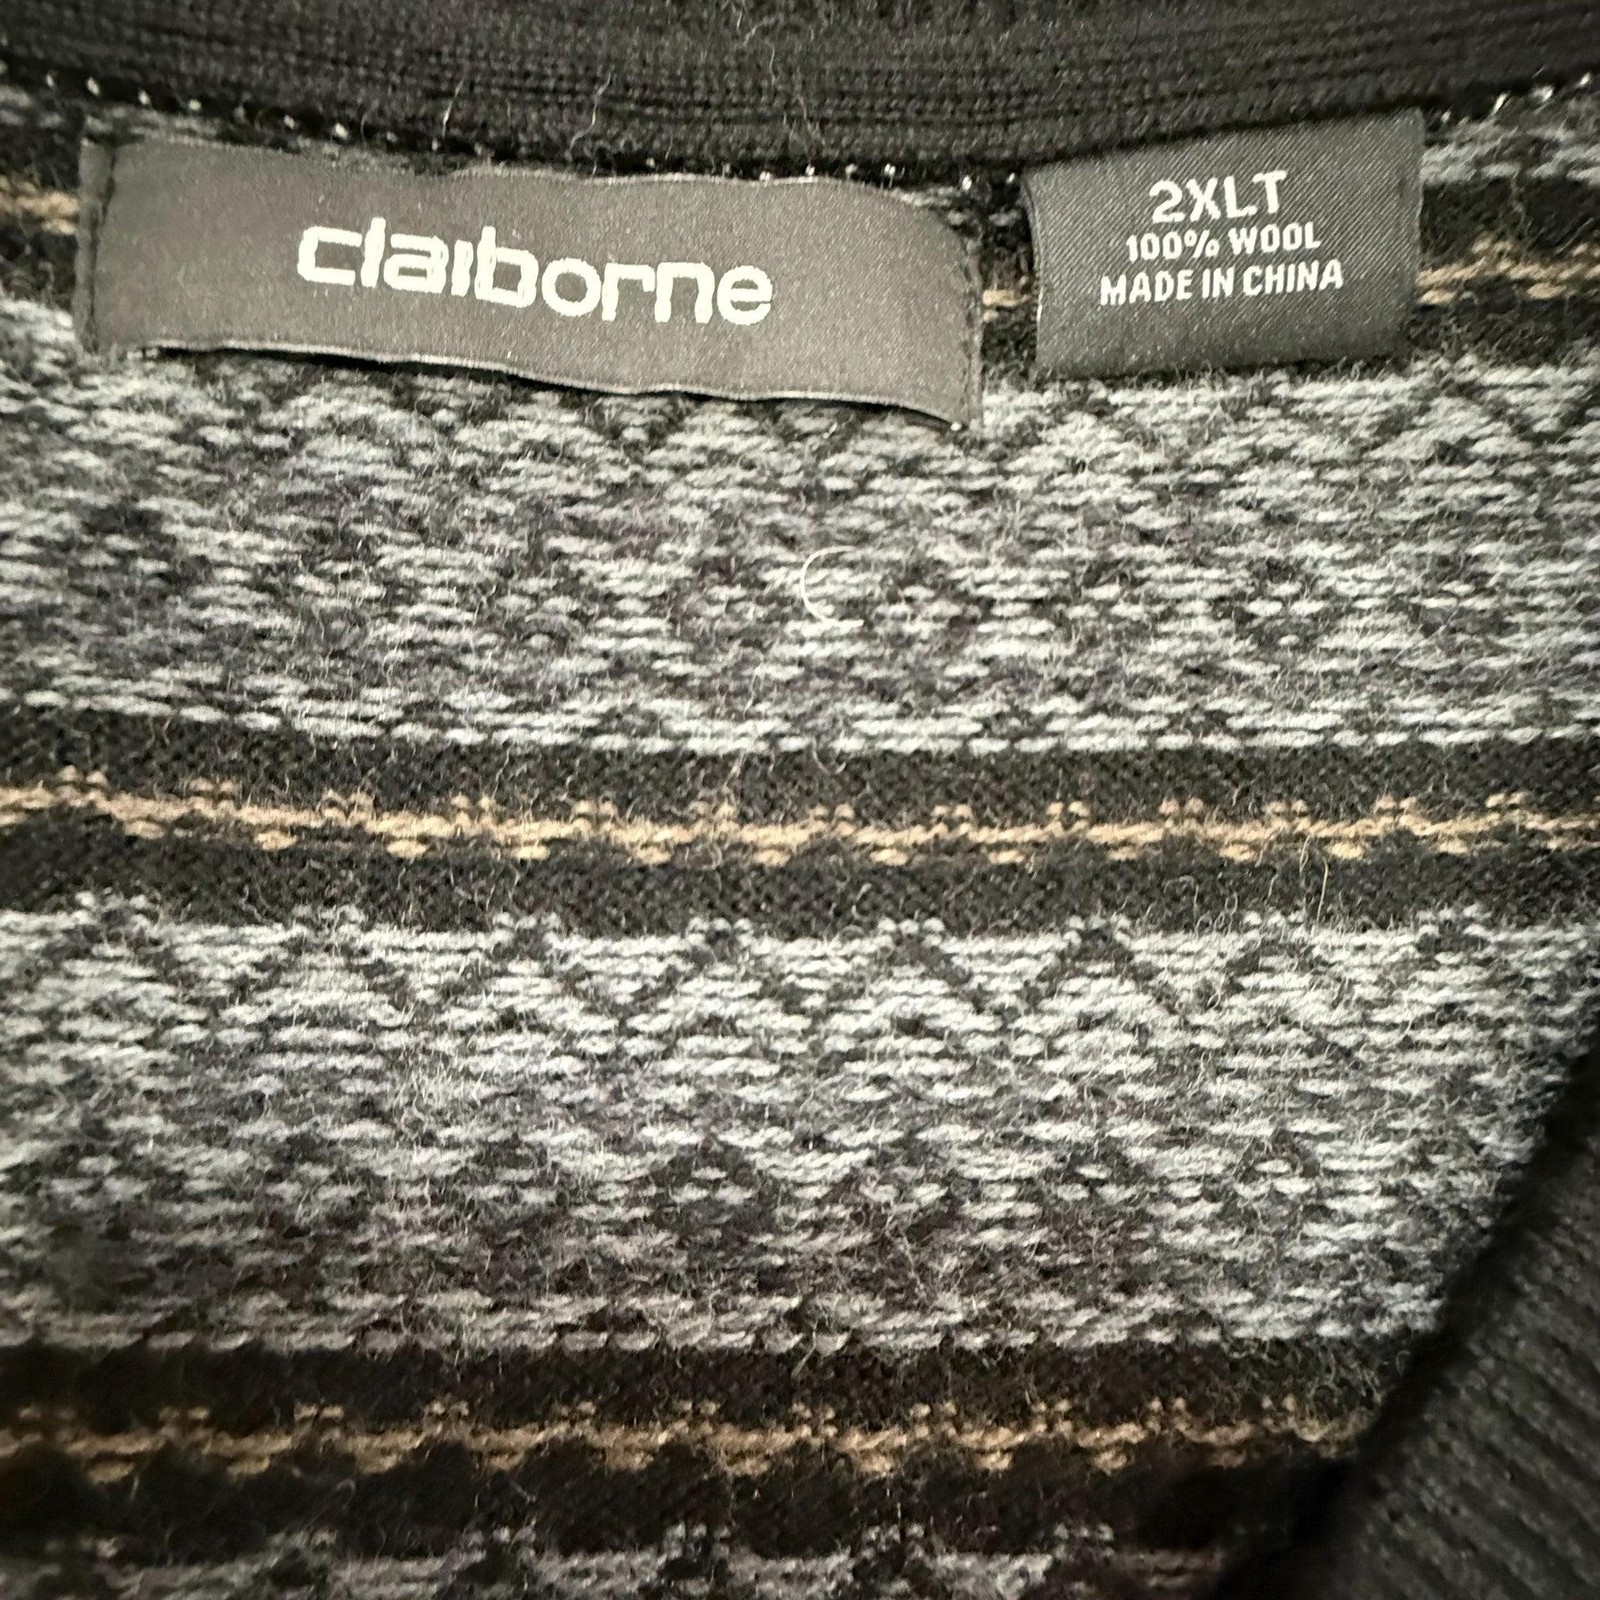 claiborne
2XLT
100% WOOL
MADE IN CHINA